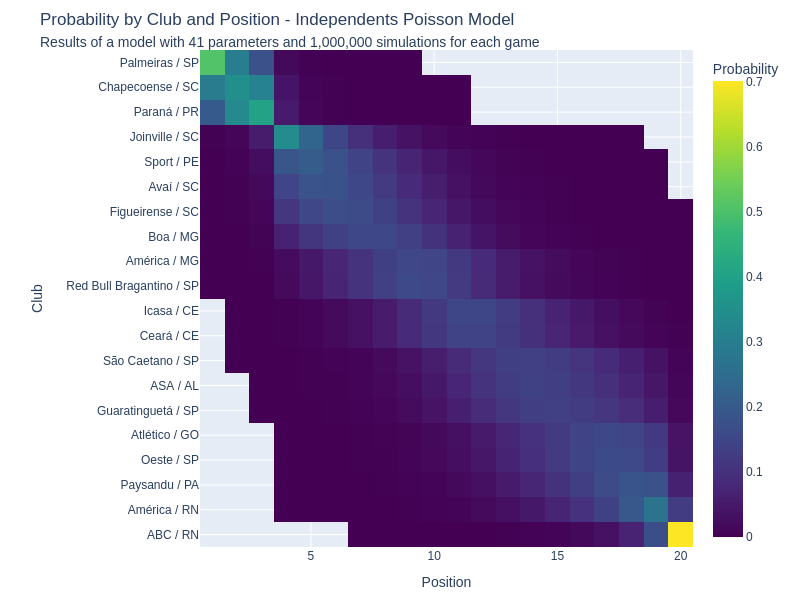 Probability by Club and Position - Independents Poisson Model
Results of a model with 41 parameters and 1,000,000 simulations for each game
Probability
Palmeiras / SP
Chapecoense / SC
Paraná / PR
Joinville / SC
Sport / PE
Avaí / SC
Figueirense / SC
Boa / MG
América / MG
Red Bull Bragantino / SP
Icasa / CE
Ceará / CE
São Caetano / SP
ASA / AL
Guaratinguetá / SP
Atlético / GO
Oeste / SP
Paysandu / PA
América / RN
ABC / RN
Club
5 10 15 20
Position
0.7
0.6
0.5
0.4
0.3
0.2
0.1
0